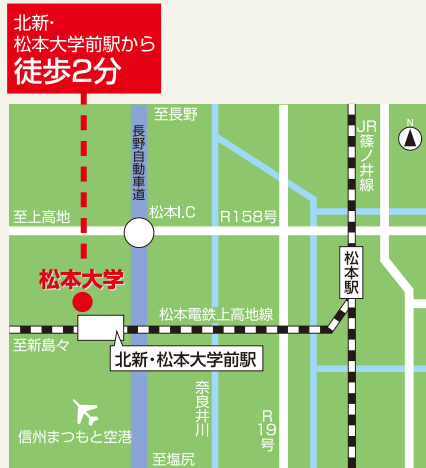 北新・
松本大学前駅から
徒歩2分
至長野
長野自動車道
JR篠ノ井線
N
至上高地
松本I.C
R158号
松本駅
松本大学
松本電鉄上高地線
至新島々
北新・松本大学前駅
奈良井川
R19号
信州まつもと空港
至塩尻